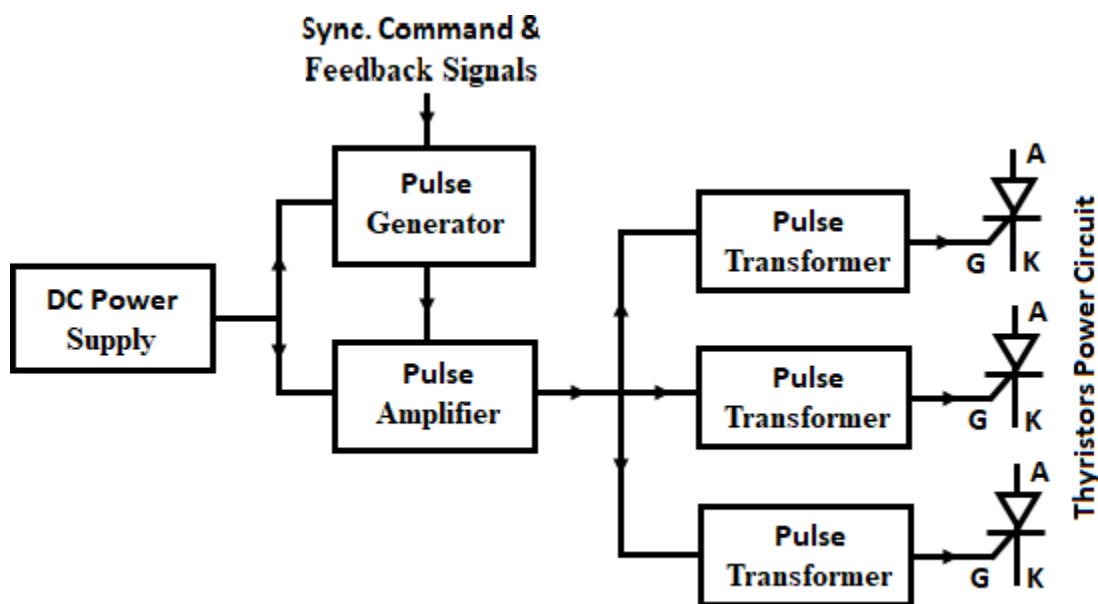 Sync. Command &
Feedback Signals
Pulse
Generator
DC Power
Supply
Pulse
Amplifier
Pulse
Transformer
A
G
K
Pulse
Transformer
A
G
K
Pulse
Transformer
A
G
K
Thyristors Power Circuit